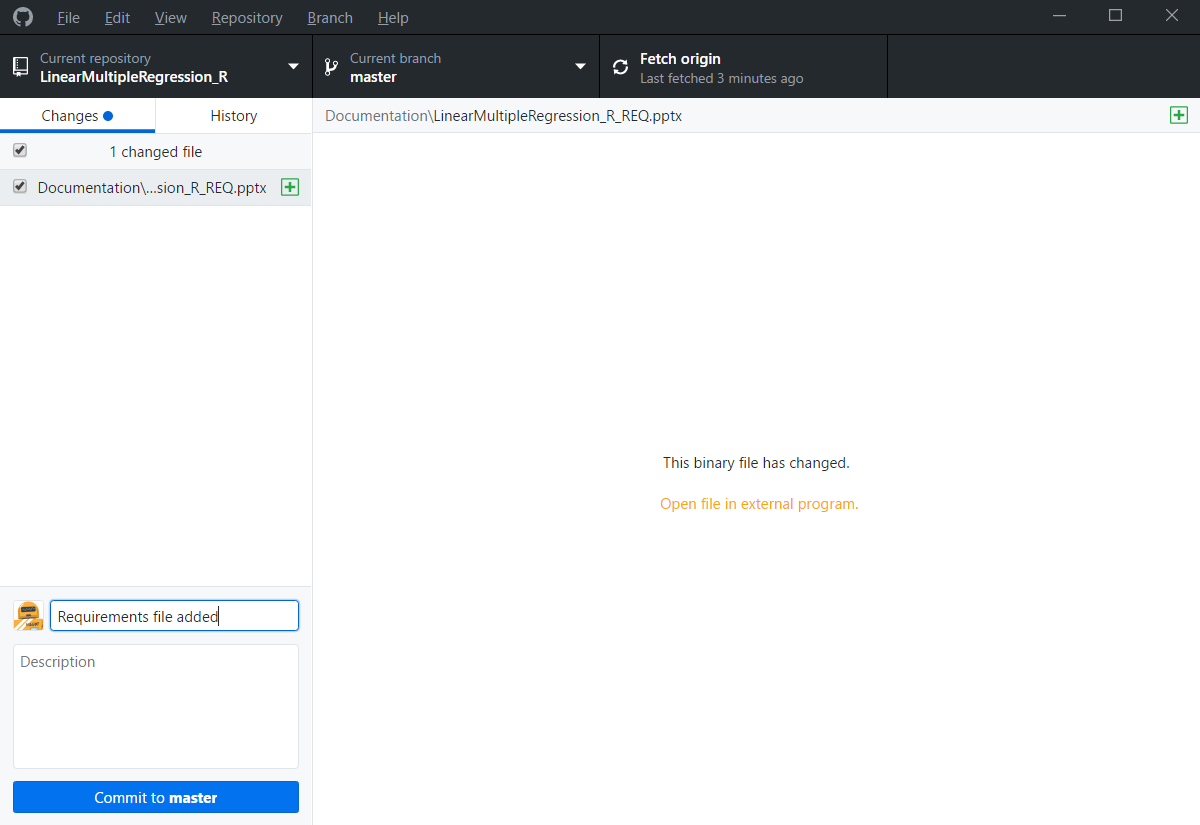 File Edit View Repository Branch Help
Current repository
LinearMultipleRegression_R
Current branch
master
Fetch origin
Last fetched 3 minutes ago
Changes
History
Documentation\LinearMultipleRegression_R_REQ.pptx
1 changed file
Documentation\...sion_R_REQ.pptx
This binary file has changed.
Open file in external program.
Requirements file added
Description
Commit to master